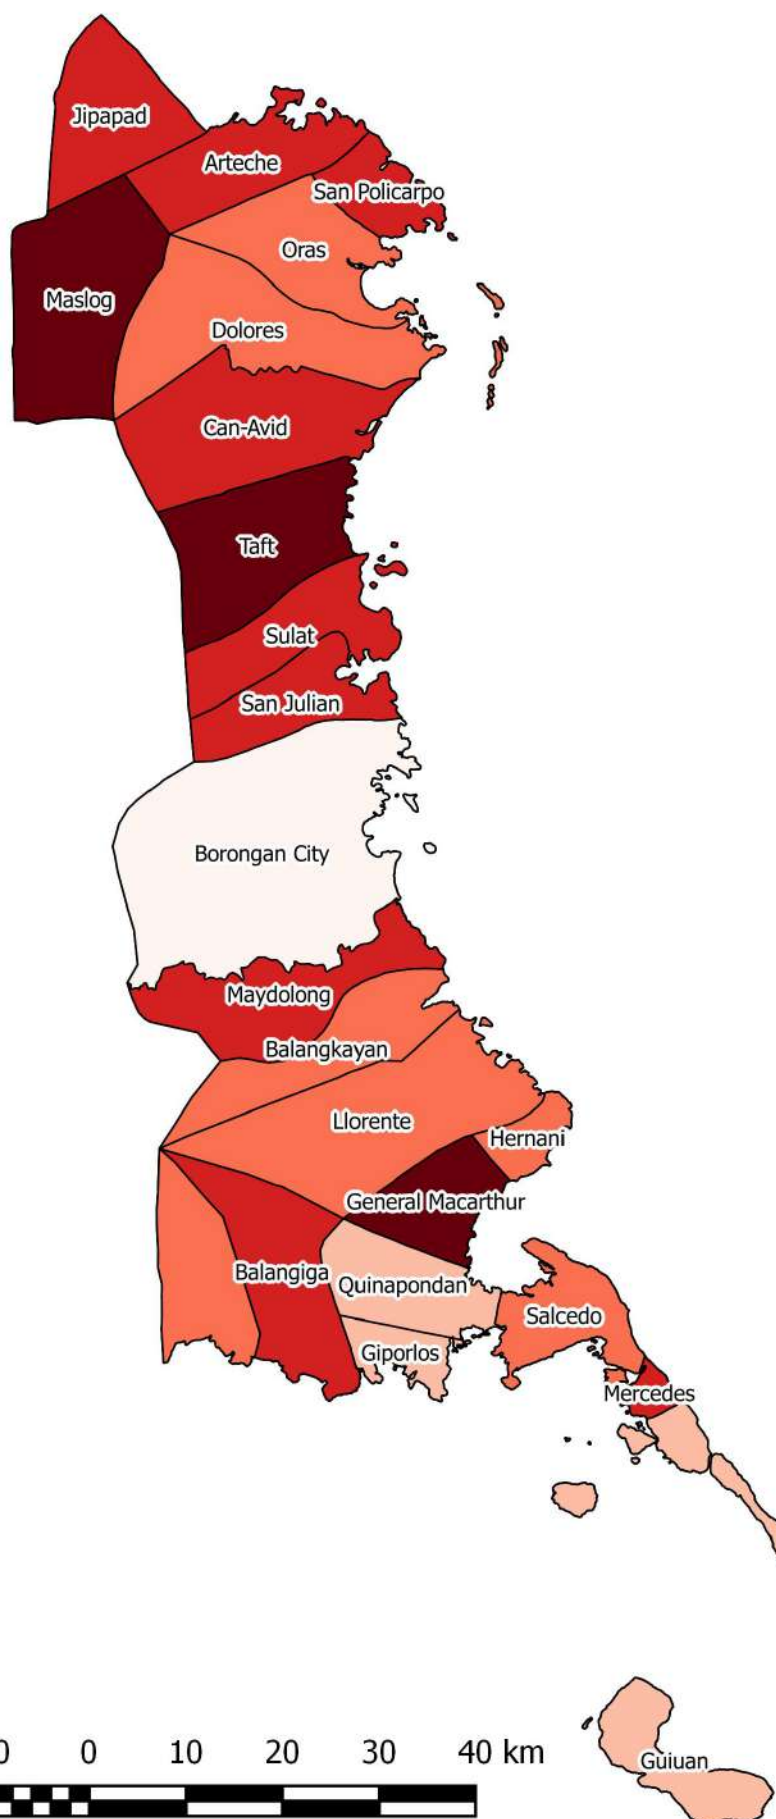 Jipapad
Arteche
San Policarpo
Oras
Maslog
Dolores
Can-Avid
Taft
Sulat
San Julian
Borongan City
Maydolong
Balangkayan
Llorente
Hernani
General Macarthur
Balangiga
Quinapondan
Salcedo
Giporlos
Mercedes
Guiuan
0 0 10 20 30 40 km